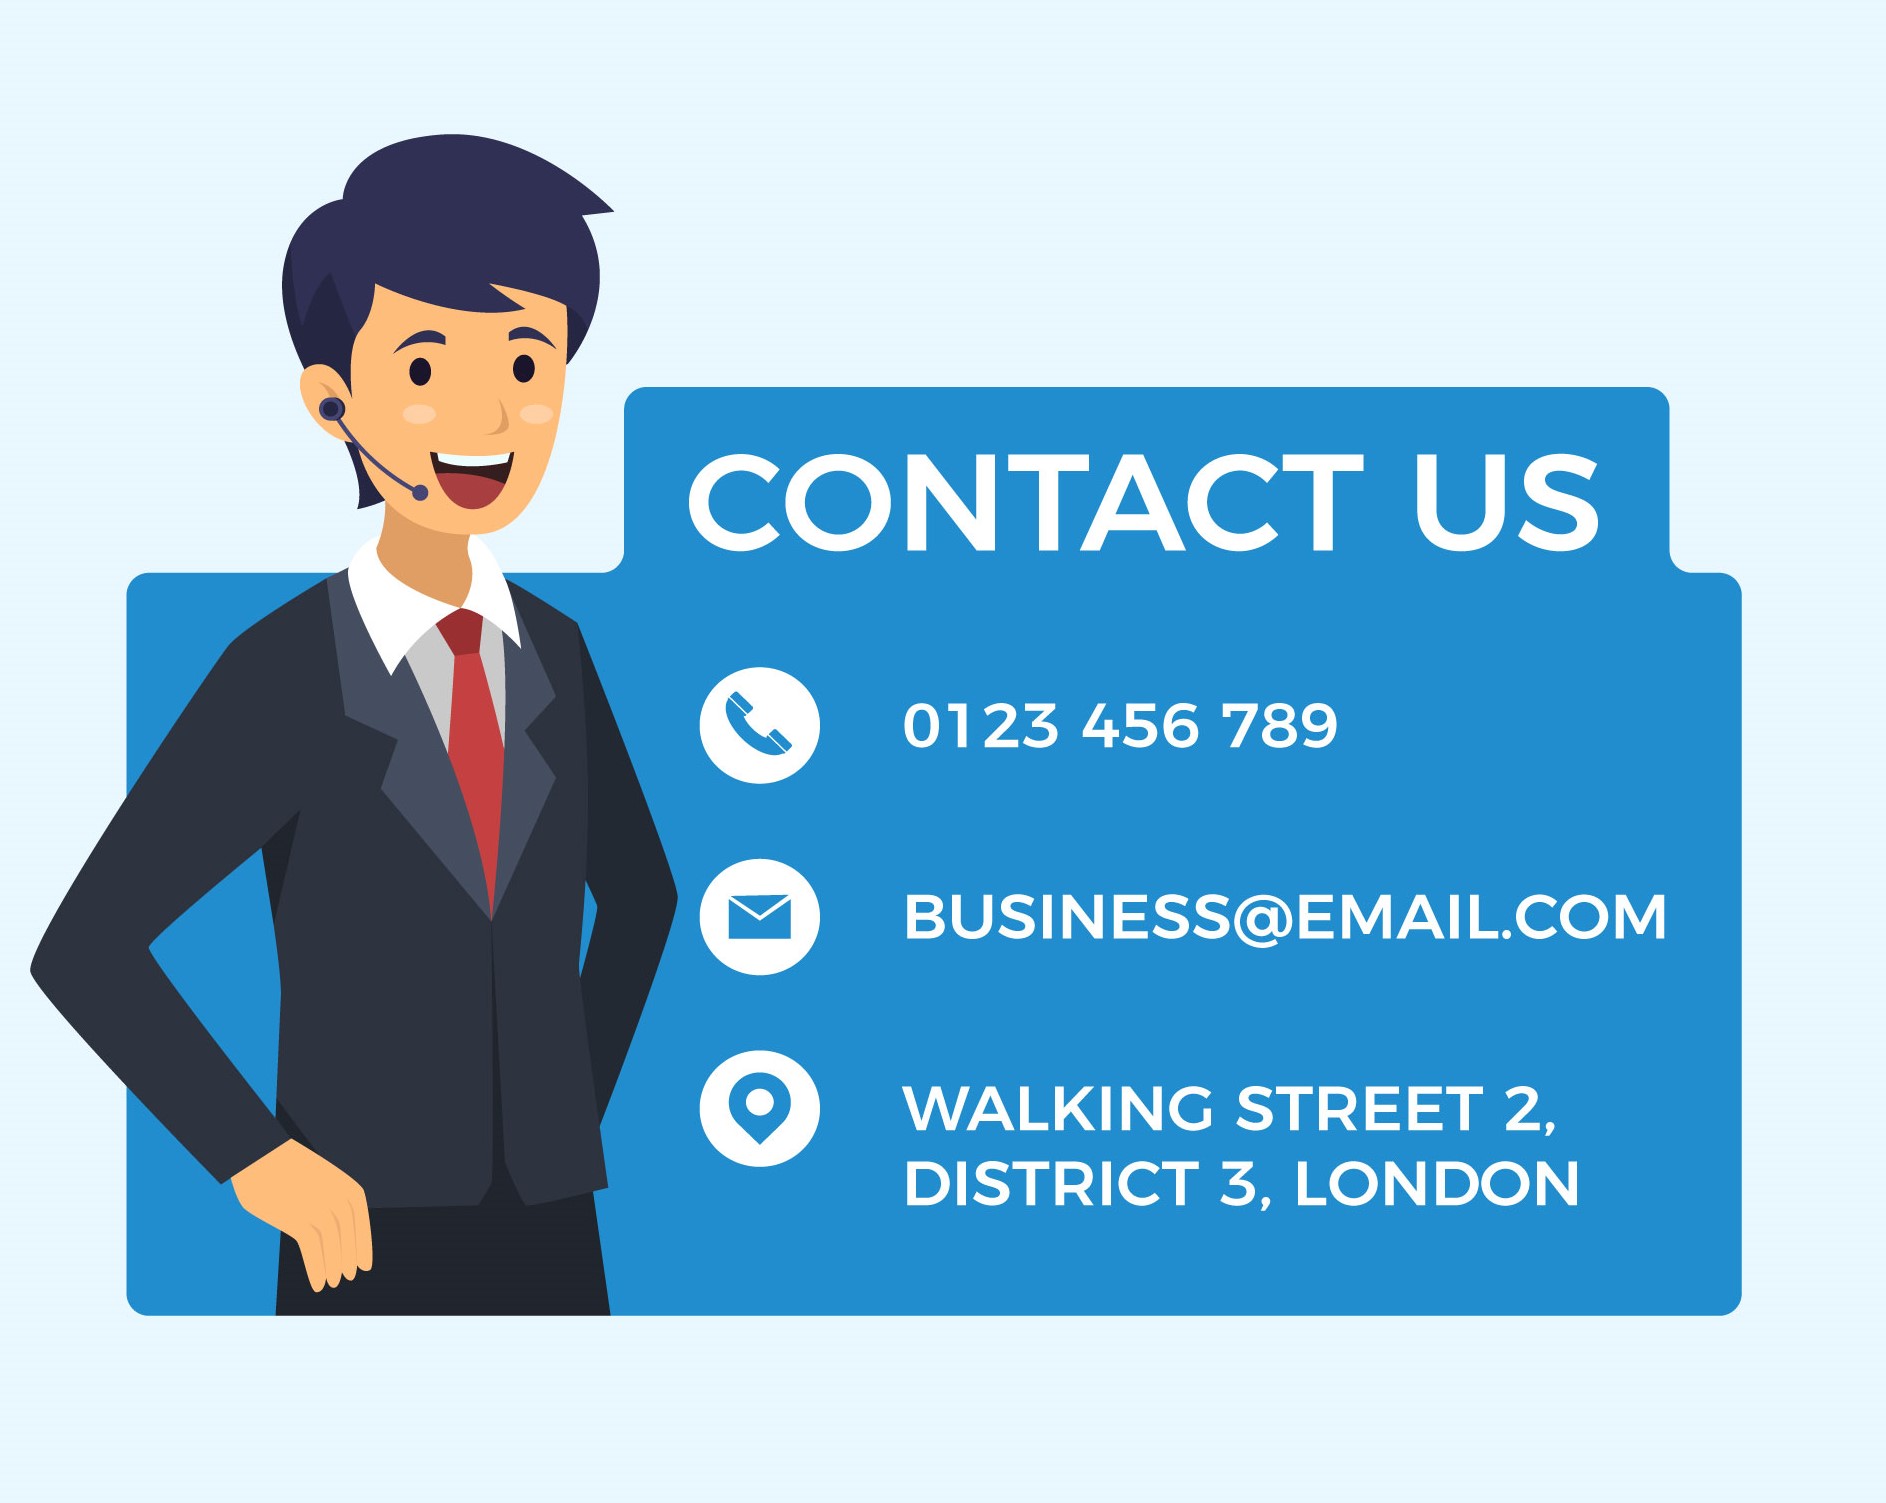 CONTACT US
0123 456 789
BUSINESS@EMAIL.COM
WALKING STREET 2,
DISTRICT 3, LONDON